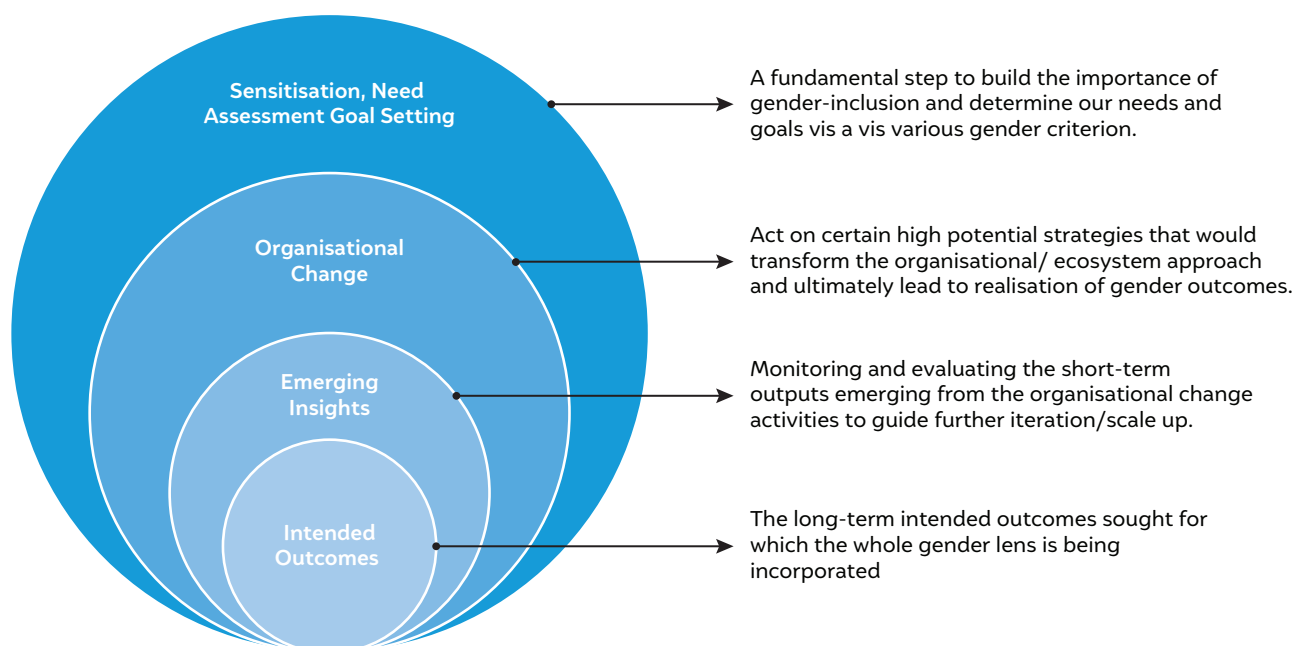 Sensitisation, Need
Assessment Goal Setting
A fundamental step to build the importance of
gender-inclusion and determine our needs and
goals vis a vis various gender criterion.
Organisational
Change
Act on certain high potential strategies that would
transform the organisational/ ecosystem approach
and ultimately lead to realisation of gender outcomes.
Emerging
Insights
Monitoring and evaluating the short-term
outputs emerging from the organisational change
activities to guide further iteration/scale up.
Intended
Outcomes
The long-term intended outcomes sought for
which the whole gender lens is being
incorporated